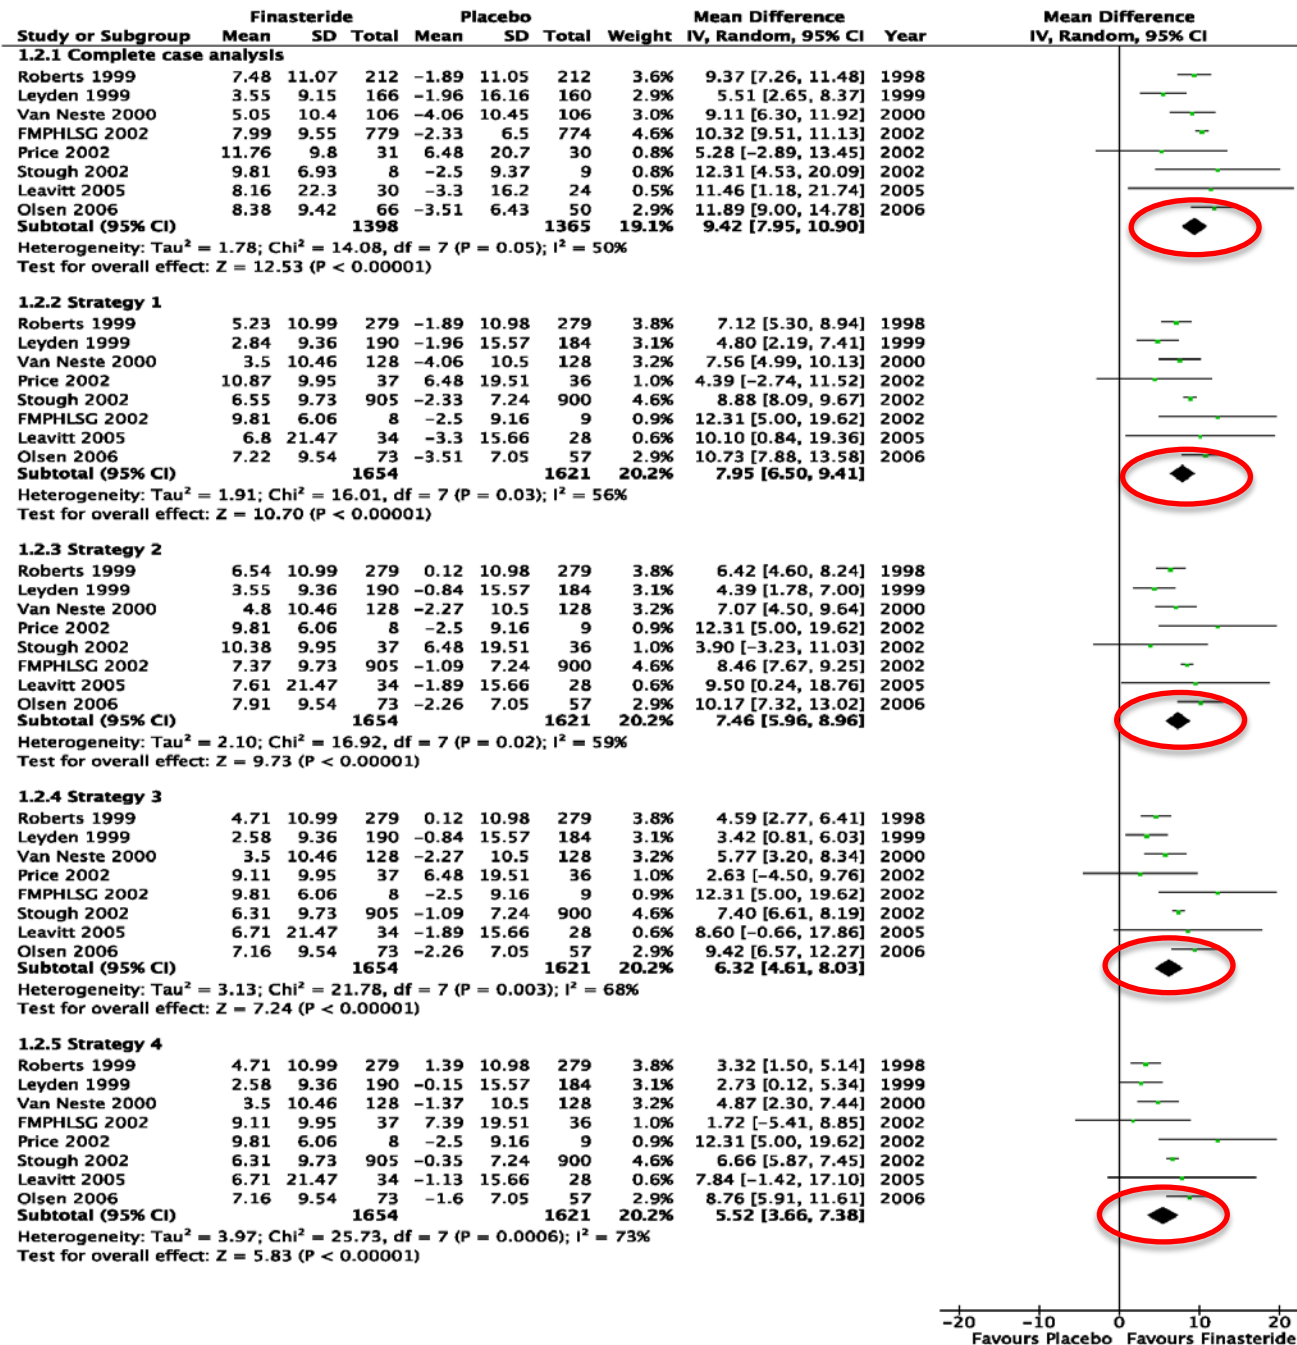 Finasteride Placebo Mean Difference Mean Difference
Study or Subgroup Mean SD Total Mean SD Total Weight IV, Random, 95% CI Year IV, Random, 95% CI
1.2.1 Complete case analysis
Roberts 1999 7.48 11.07 212 −1.89 11.05 212 3.6% 9.37 [7.26, 11.48] 1998
Leyden 1999 3.55 9.15 166 −1.96 16.16 160 2.9% 5.51 [2.65, 8.37] 1999
Van Neste 2000 5.05 10.4 106 −4.06 10.45 106 3.0% 9.11 [6.30, 11.92] 2000
FMPHLSG 2002 7.99 9.55 779 −2.33 6.5 774 4.6% 10.32 [9.51, 11.13] 2002
Price 2002 11.76 9.8 31 6.48 20.7 30 0.8% 5.28 [−2.89, 13.45] 2002
Stough 2002 9.81 6.93 8 −2.5 9.37 9 0.8% 12.31 [4.53, 20.09] 2002
Leavitt 2005 8.16 22.3 30 −3.3 16.2 24 0.5% 11.46 [1.18, 21.74] 2005
Olsen 2006 8.38 9.42 66 −3.51 6.43 50 2.9% 11.89 [9.00, 14.78] 2006
Subtotal (95% CI) 1398 1365 19.1% 9.42 [7.95, 10.90]
Heterogeneity: Tau² = 1.78; Chi² = 14.08, df = 7 (P = 0.05); I² = 50%
Test for overall effect: Z = 12.53 (P < 0.00001)
1.2.2 Strategy 1
Roberts 1999 5.23 10.99 279 −1.89 10.98 279 3.8% 7.12 [5.30, 8.94] 1998
Leyden 1999 2.84 9.36 190 −1.96 15.57 184 3.1% 4.80 [2.19, 7.41] 1999
Van Neste 2000 3.5 10.46 128 −4.06 10.5 128 3.2% 7.56 [4.99, 10.13] 2000
Price 2002 10.87 9.95 37 6.48 19.51 36 1.0% 4.39 [−2.74, 11.52] 2002
Stough 2002 6.55 9.73 905 −2.33 7.24 900 4.6% 8.88 [8.09, 9.67] 2002
FMPHLSG 2002 9.81 6.06 8 −2.5 9.16 9 0.9% 12.31 [5.00, 19.62] 2002
Leavitt 2005 6.8 21.47 34 −3.3 15.66 28 0.6% 10.10 [0.84, 19.36] 2005
Olsen 2006 7.22 9.54 73 −3.51 7.05 57 2.9% 10.73 [7.88, 13.58] 2006
Subtotal (95% CI) 1654 1621 20.2% 7.95 [6.50, 9.41]
Heterogeneity: Tau² = 1.91; Chi² = 16.01, df = 7 (P = 0.03); I² = 56%
Test for overall effect: Z = 10.70 (P < 0.00001)
1.2.3 Strategy 2
Roberts 1999 6.54 10.99 279 0.12 10.98 279 3.8% 6.42 [4.60, 8.24] 1998
Leyden 1999 3.55 9.36 190 −0.84 15.57 184 3.1% 4.39 [1.78, 7.00] 1999
Van Neste 2000 4.8 10.46 128 −2.27 10.5 128 3.2% 7.07 [4.50, 9.64] 2000
Price 2002 9.81 6.06 8 −2.5 9.16 9 0.9% 12.31 [5.00, 19.62] 2002
Stough 2002 10.38 9.95 37 6.48 19.51 36 1.0% 3.90 [−3.23, 11.03] 2002
FMPHLSG 2002 7.37 9.73 905 −1.09 7.24 900 4.6% 8.46 [7.67, 9.25] 2002
Leavitt 2005 7.61 21.47 34 −1.89 15.66 28 0.6% 9.50 [0.24, 18.76] 2005
Olsen 2006 7.91 9.54 73 −2.26 7.05 57 2.9% 10.17 [7.32, 13.02] 2006
Subtotal (95% CI) 1654 1621 20.2% 7.46 [5.96, 8.96]
Heterogeneity: Tau² = 2.10; Chi² = 16.92, df = 7 (P = 0.02); I² = 59%
Test for overall effect: Z = 9.73 (P < 0.00001)
1.2.4 Strategy 3
Roberts 1999 4.71 10.99 279 0.12 10.98 279 3.8% 4.59 [2.77, 6.41] 1998
Leyden 1999 2.58 9.36 190 −0.84 15.57 184 3.1% 3.42 [0.81, 6.03] 1999
Van Neste 2000 3.5 10.46 128 −2.27 10.5 128 3.2% 5.77 [3.20, 8.34] 2000
Price 2002 9.11 9.95 37 6.48 19.51 36 1.0% 2.63 [−4.50, 9.76] 2002
FMPHLSG 2002 9.81 6.06 8 −2.5 9.16 9 0.9% 12.31 [5.00, 19.62] 2002
Stough 2002 6.31 9.73 905 −1.09 7.24 900 4.6% 7.40 [6.61, 8.19] 2002
Leavitt 2005 6.71 21.47 34 −1.89 15.66 28 0.6% 8.60 [−0.66, 17.86] 2005
Olsen 2006 7.16 9.54 73 −2.26 7.05 57 2.9% 9.42 [6.57, 12.27] 2006
Subtotal (95% CI) 1654 1621 20.2% 6.32 [4.61, 8.03]
Heterogeneity: Tau² = 3.13; Chi² = 21.78, df = 7 (P = 0.003); I² = 68%
Test for overall effect: Z = 7.24 (P < 0.00001)
1.2.5 Strategy 4
Roberts 1999 4.71 10.99 279 1.39 10.98 279 3.8% 3.32 [1.50, 5.14] 1998
Leyden 1999 2.58 9.36 190 −0.15 15.57 184 3.1% 2.73 [0.12, 5.34] 1999
Van Neste 2000 3.5 10.46 128 −1.37 10.5 128 3.2% 4.87 [2.30, 7.44] 2000
FMPHLSG 2002 9.11 9.95 37 7.39 19.51 36 1.0% 1.72 [−5.41, 8.85] 2002
Price 2002 9.81 6.06 8 −2.5 9.16 9 0.9% 12.31 [5.00, 19.62] 2002
Stough 2002 6.31 9.73 905 −0.35 7.24 900 4.6% 6.66 [5.87, 7.45] 2002
Leavitt 2005 6.71 21.47 34 −1.13 15.66 28 0.6% 7.84 [−1.42, 17.10] 2005
Olsen 2006 7.16 9.54 73 −1.6 7.05 57 2.9% 8.76 [5.91, 11.61] 2006
Subtotal (95% CI) 1654 1621 20.2% 5.52 [3.66, 7.38]
Heterogeneity: Tau² = 3.97; Chi² = 25.73, df = 7 (P = 0.0006); I² = 73%
Test for overall effect: Z = 5.83 (P < 0.00001)
−20 −10 0 10 20
Favours Placebo Favours Finasteride